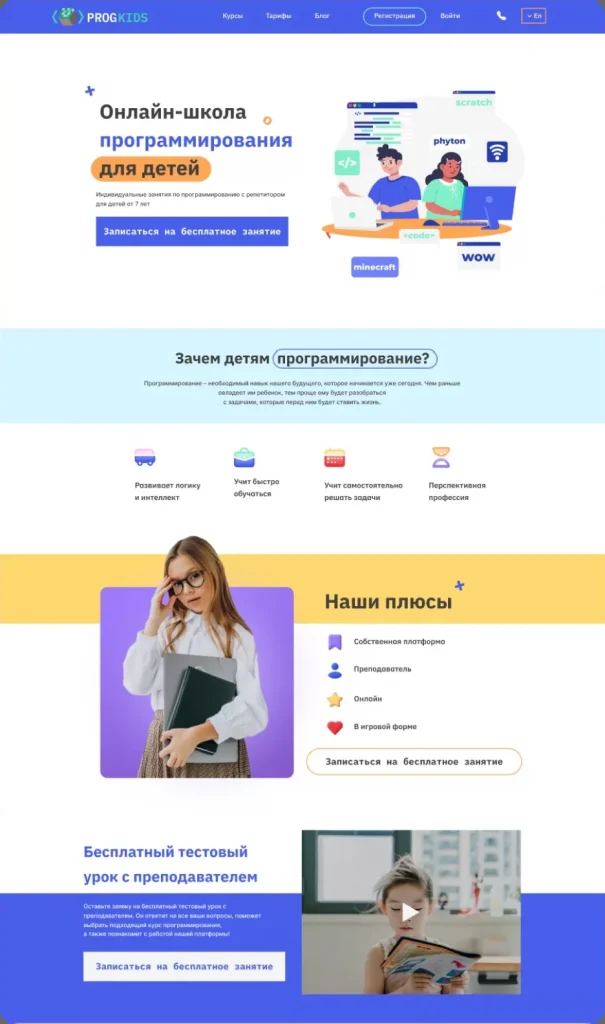 PROGKIDS
Курсы
Тарифы
Блог
Регистрация
Войти
En
Онлайн-школа
программирования
для детей
Индивидуальные занятия по программированию с репетитором
для детей от 7 лет
Записаться на бесплатное занятие
scratch
phyton
</>
<code>
minecraft
wow
Зачем детям программирование?
Программирование – необходимый навык нашего будущего, которое начинается уже сегодня. Чем раньше
овладеет им ребенок, тем проще ему будет разобраться
с задачами, которые перед ним будет ставить жизнь.
Развивает логику
и интеллект
Учит быстро
обучаться
Учит самостоятельно
решать задачи
Перспективная
профессия
Наши плюсы
Собственная платформа
Преподаватель
Онлайн
В игровой форме
Записаться на бесплатное занятие
Бесплатный тестовый
урок с преподавателем
Оставьте заявку на бесплатный тестовый урок с
преподавателем. Он ответит на все ваши вопросы, поможет
выбрать подходящий курс программирования,
а также познакомит с работой нашей платформы!
Записаться на бесплатное занятие